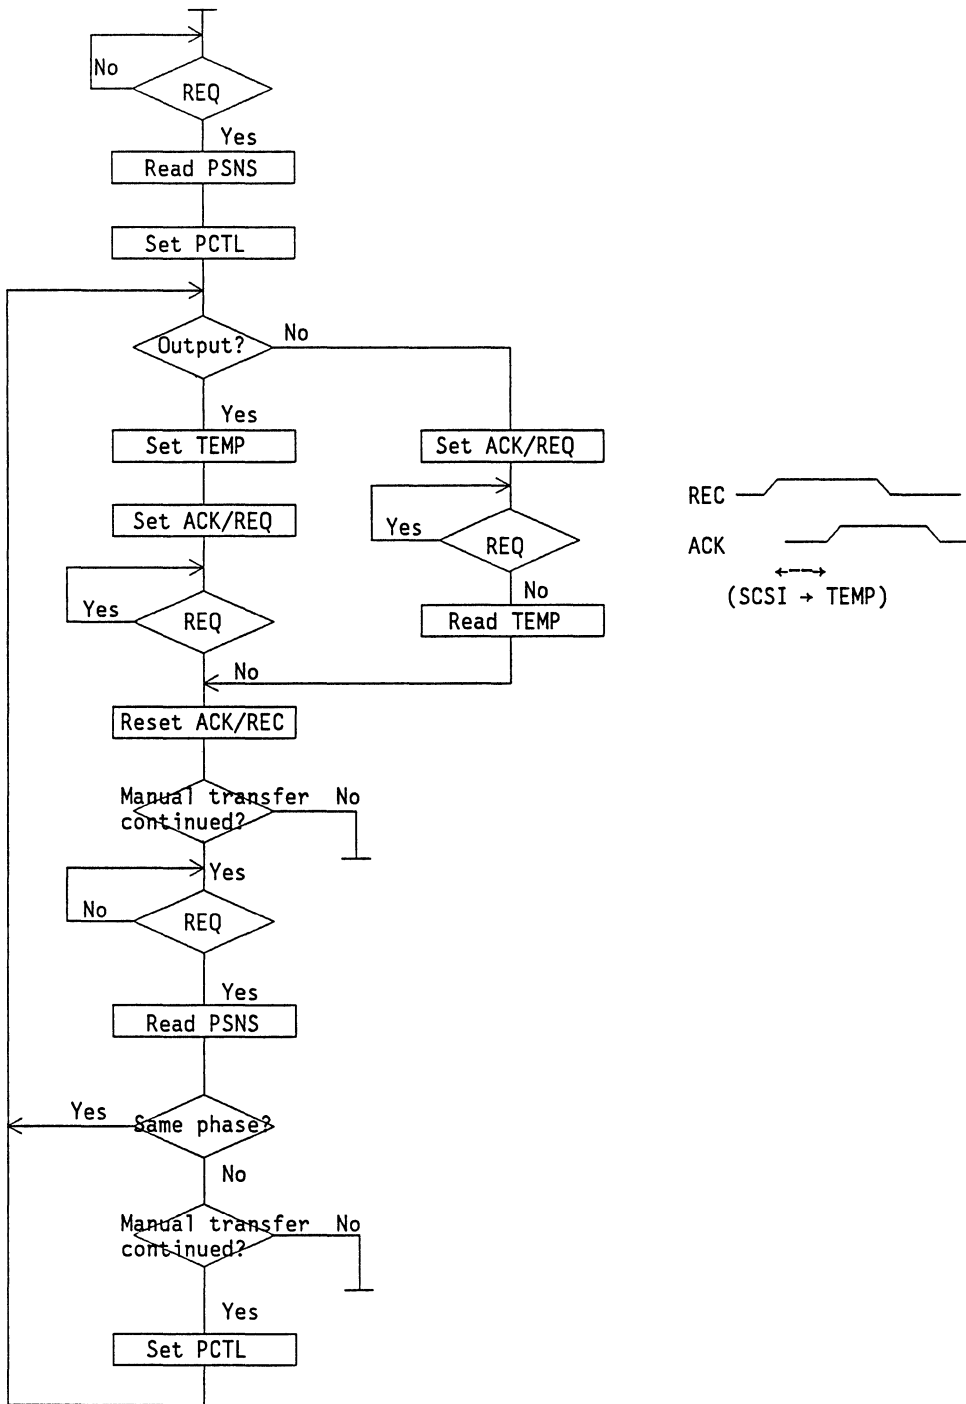 No
REQ
Yes
Read PSNS
Set PCTL
Output?
No
Yes
Set TEMP
Set ACK/REQ
Set ACK/REQ
Yes
REQ
No
Read TEMP
Yes
REQ
No
Reset ACK/REC
Manual transfer No
continued?
Yes
No
REQ
Yes
Read PSNS
Yes
Same phase?
No
Manual transfer No
continued?
Yes
Set PCTL
REC
ACK
(SCSI → TEMP)